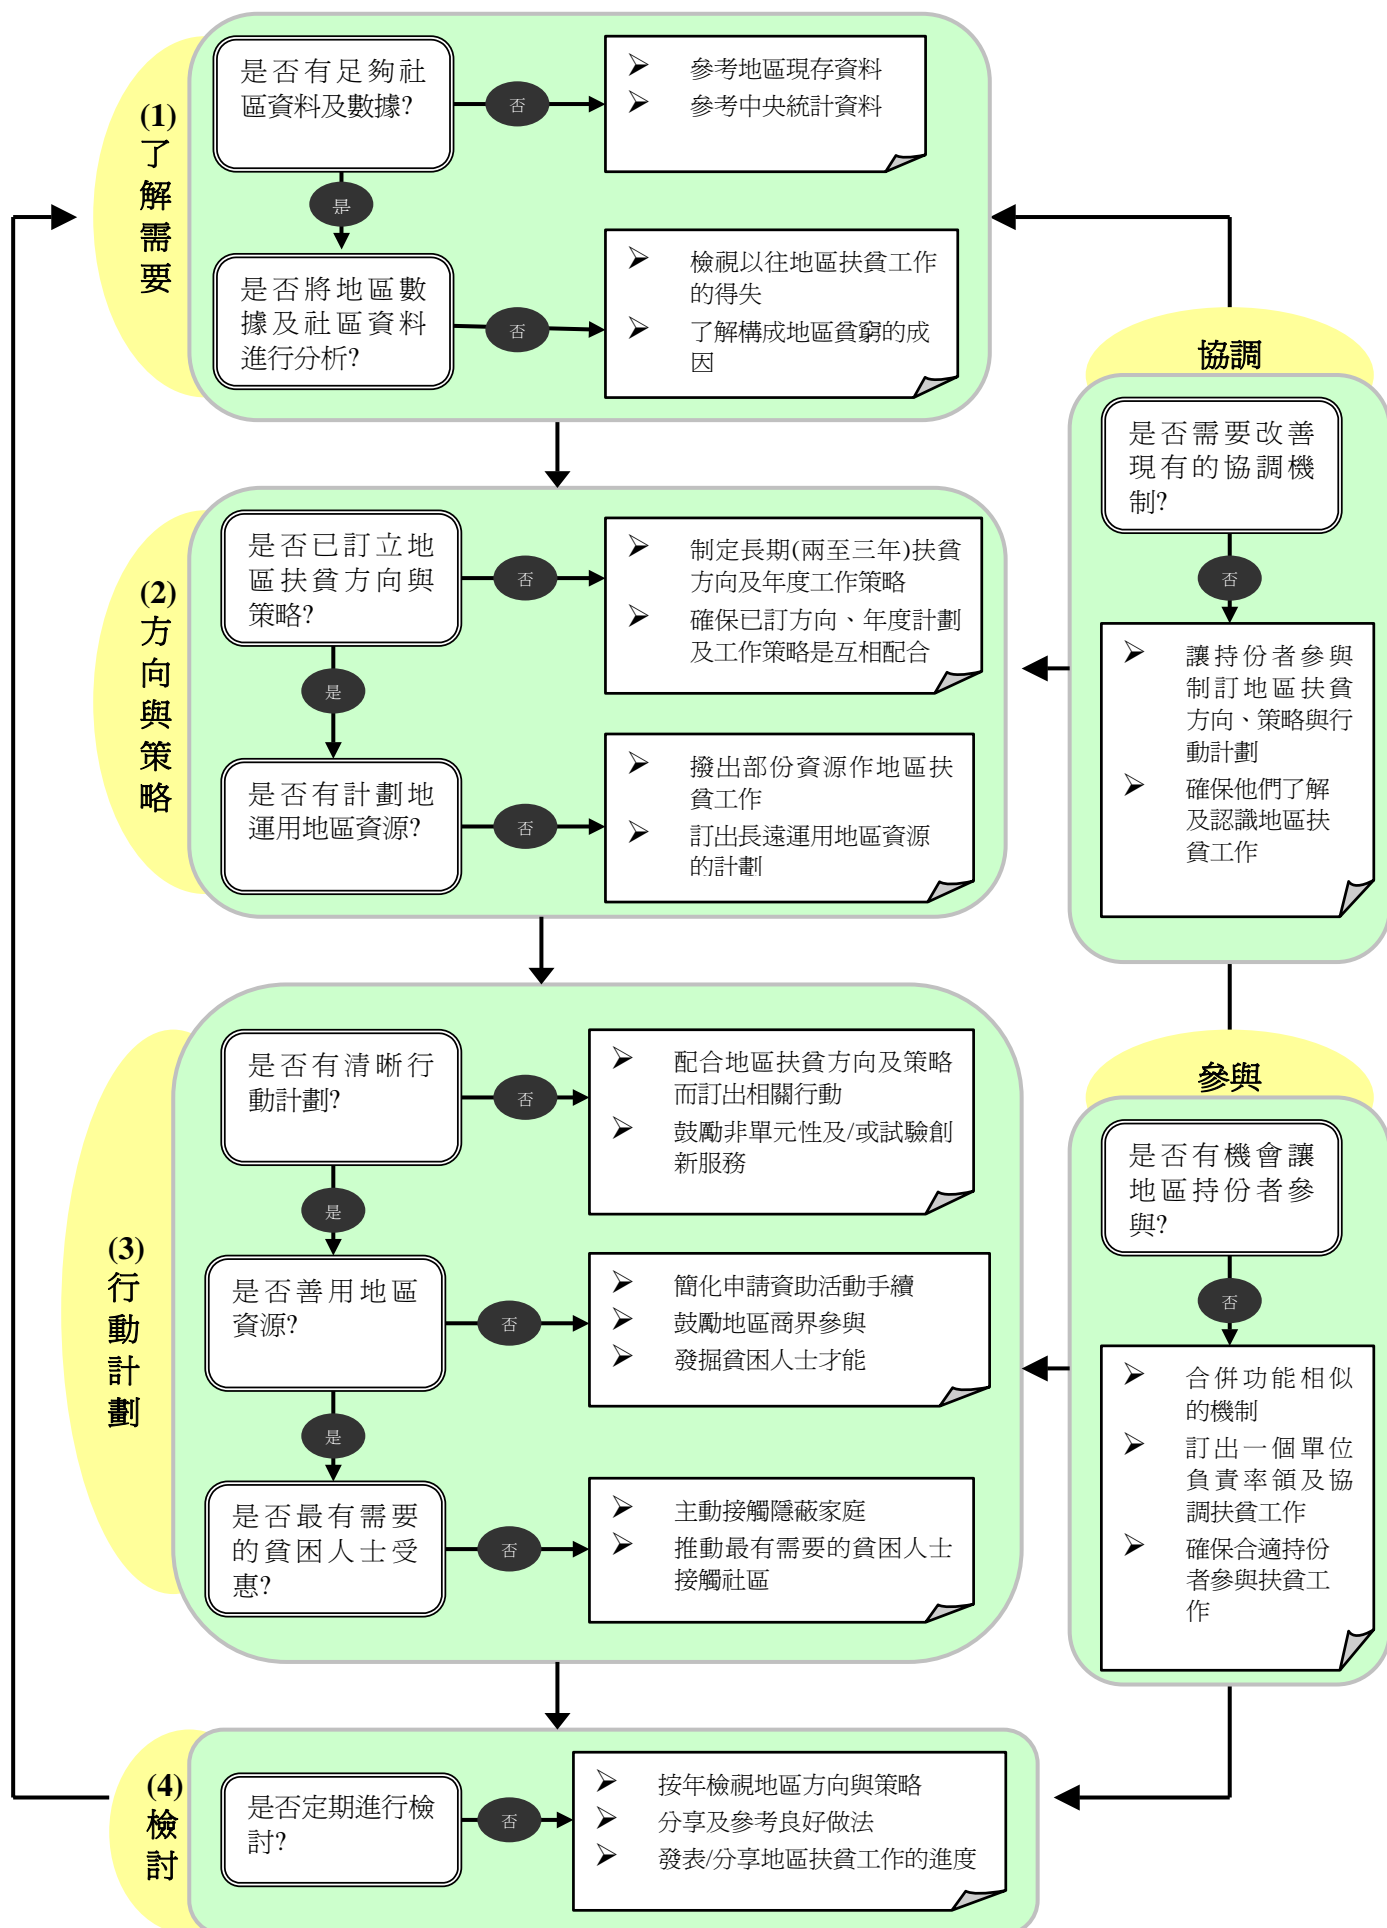 (1)
了
解
需
要
是否有足夠社
區資料及數據?
否
參考地區現存資料
參考中央統計資料
是
是否將地區數
據及社區資料
進行分析?
否
檢視以往地區扶貧工作
的得失
了解構成地區貧窮的成
因
(2)
方
向
與
策
略
是否已訂立地
區扶貧方向與
策略?
否
制定長期(兩至三年)扶貧
方向及年度工作策略
確保已訂方向、年度計劃
及工作策略是互相配合
是
是否有計劃地
運用地區資源?
否
撥出部份資源作地區扶
貧工作
訂出長遠運用地區資源
的計劃
(3)
行
動
計
劃
是否有清晰行
動計劃?
否
配合地區扶貧方向及策略
而訂出相關行動
鼓勵非單元性及/或試驗創
新服務
是
是否善用地區
資源?
否
簡化申請資助活動手續
鼓勵地區商界參與
發掘貧困人士才能
是
是否最有需要
的貧困人士受
惠?
否
主動接觸隱蔽家庭
推動最有需要的貧困人士
接觸社區
(4)
檢
討
是否定期進行檢
討?
否
按年檢視地區方向與策略
分享及參考良好做法
發表/分享地區扶貧工作的進度
協調
是否需要改善
現有的協調機
制?
否
讓持份者參與
制訂地區扶貧
方向、策略與行
動計劃
確保他們了解
及認識地區扶
貧工作
參與
是否有機會讓
地區持份者參
與?
否
合併功能相似
的機制
訂出一個單位
負責率領及協
調扶貧工作
確保合適持份
者參與扶貧工
作